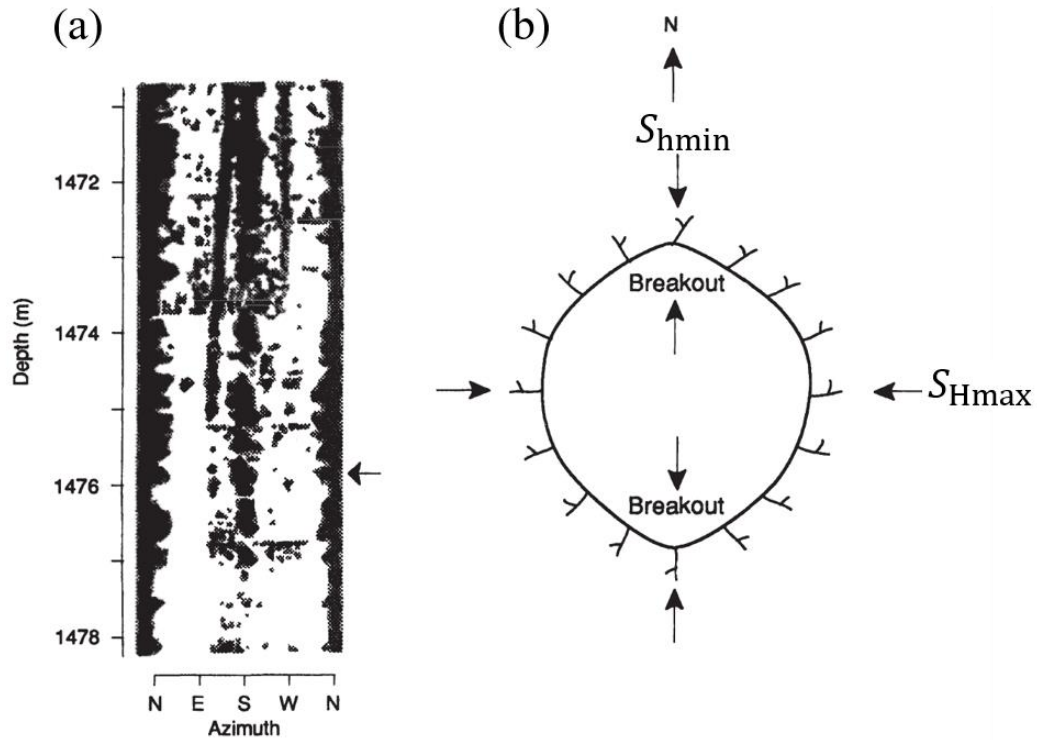 (a)
1472
1474
1476
1478
Depth (m)
N E S W N
Azimuth
(b)
N
S_hmin
Breakout
S_Hmax
Breakout